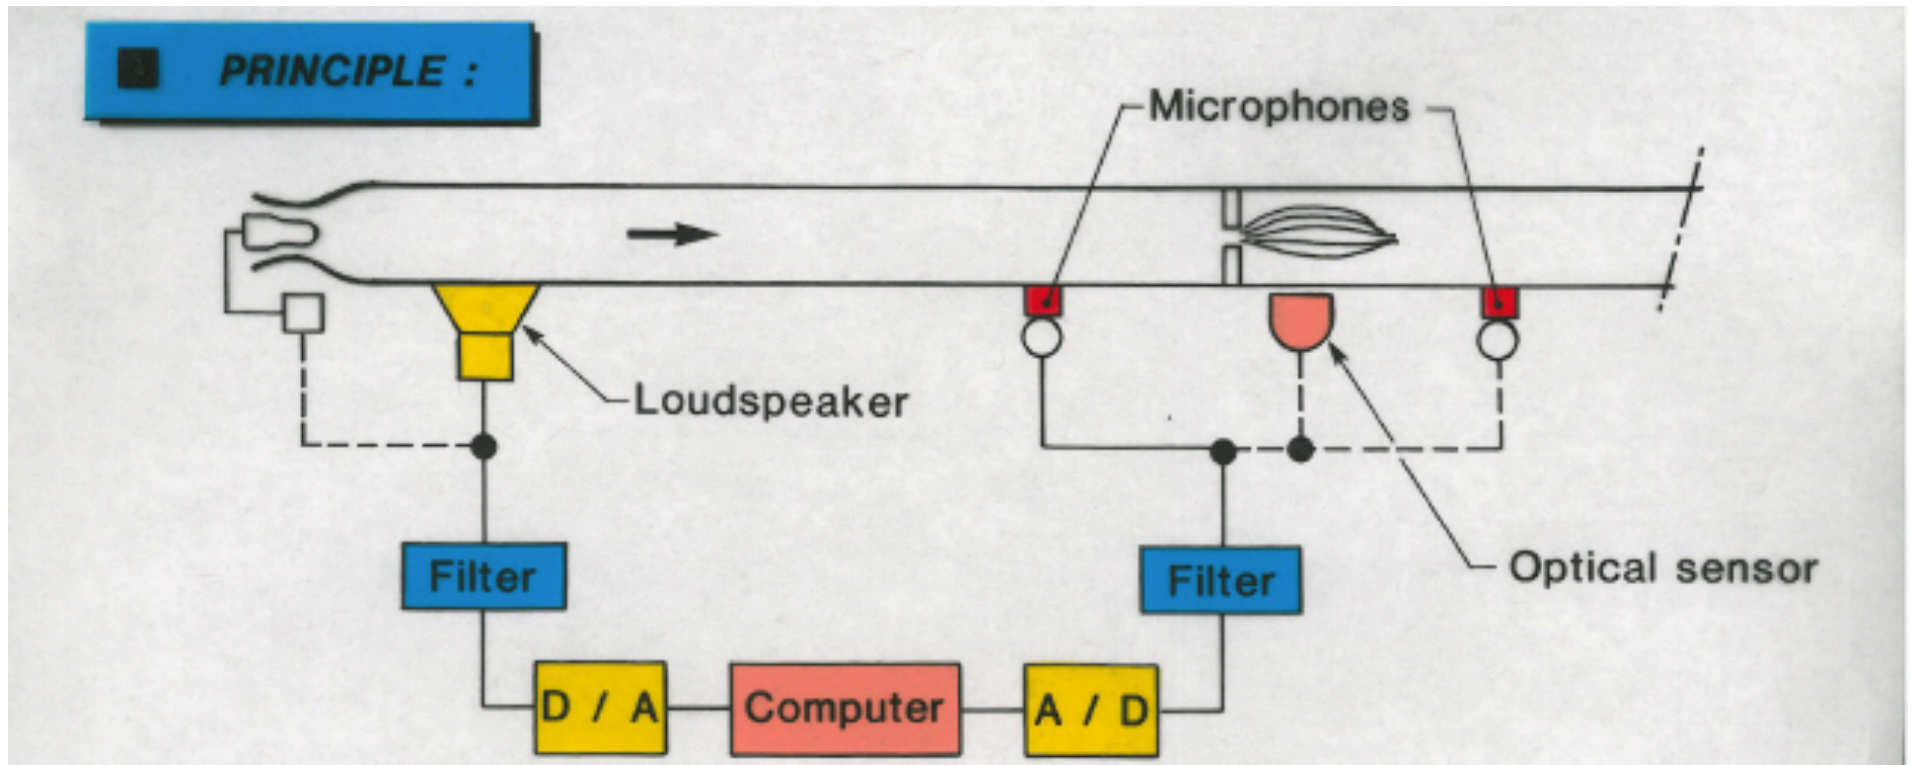 PRINCIPLE :
Microphones
Loudspeaker
Filter
Filter
Optical sensor
D / A
Computer
A / D